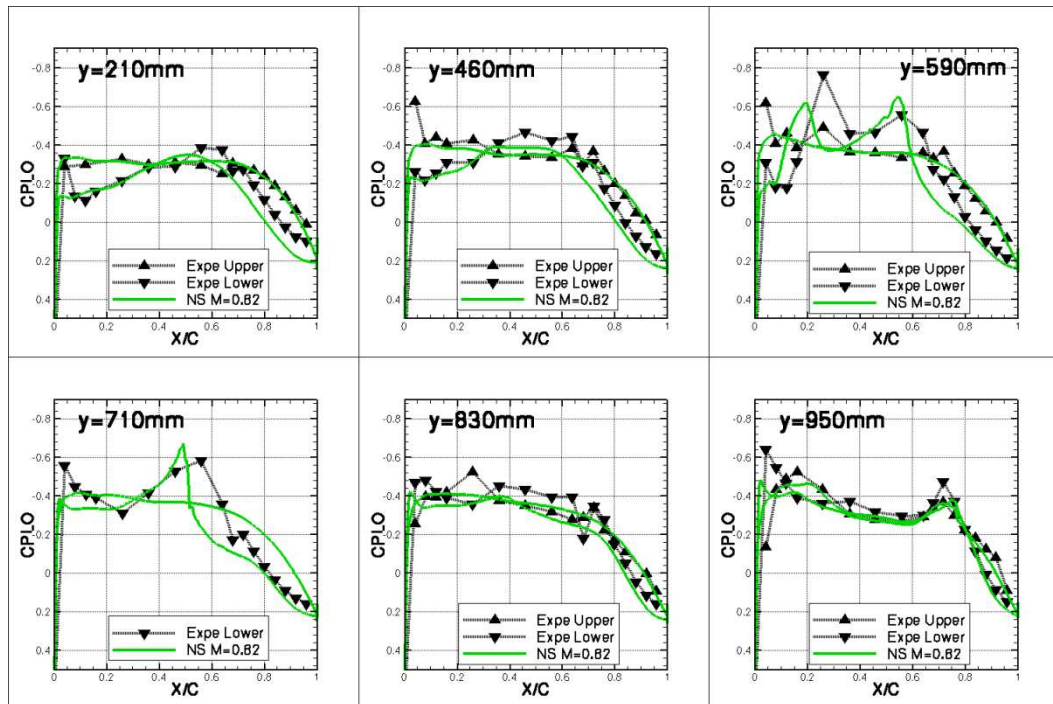 y=210mm
-0.8
-0.6
-0.4
-0.2
0
0.2
0.4
CPLO
Expe Upper
Expe Lower
NS M=0.82
0 0.2 0.4 0.6 0.8 1
X/C
y=460mm
-0.8
-0.6
-0.4
-0.2
0
0.2
0.4
CPLO
Expe Upper
Expe Lower
NS M=0.82
0 0.2 0.4 0.6 0.8 1
X/C
y=590mm
-0.8
-0.6
-0.4
-0.2
0
0.2
0.4
CPLO
Expe Upper
Expe Lower
NS M=0.82
0 0.2 0.4 0.6 0.8 1
X/C
y=710mm
-0.8
-0.6
-0.4
-0.2
0
0.2
0.4
CPLO
Expe Lower
NS M=0.82
0 0.2 0.4 0.6 0.8 1
X/C
y=830mm
-0.8
-0.6
-0.4
-0.2
0
0.2
0.4
CPLO
Expe Upper
Expe Lower
NS M=0.82
0 0.2 0.4 0.6 0.8 1
X/C
y=950mm
-0.8
-0.6
-0.4
-0.2
0
0.2
0.4
CPLO
Expe Upper
Expe Lower
NS M=0.82
0 0.2 0.4 0.6 0.8 1
X/C